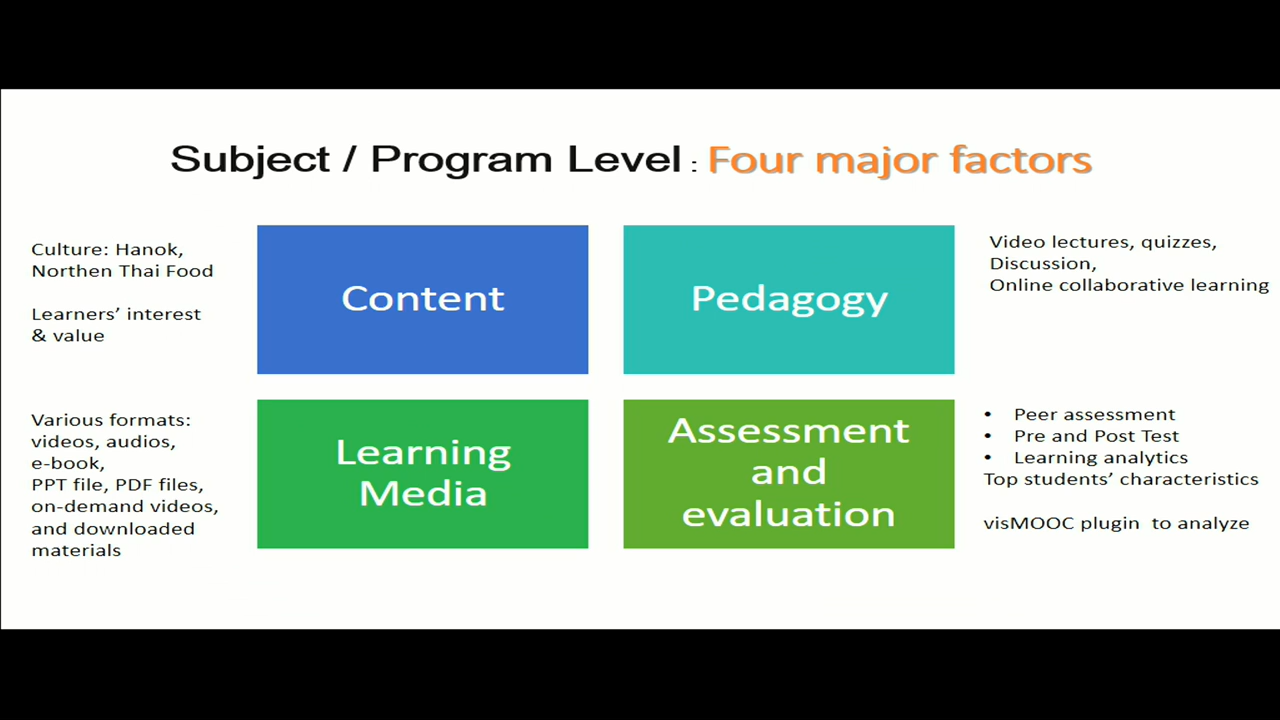 Subject / Program Level : Four major factors
Culture: Hanok,
Northen Thai Food
Learners’ interest
& value
Content
Pedagogy
Video lectures, quizzes,
Discussion,
Online collaborative learning
Various formats:
videos, audios,
e-book,
PPT file, PDF files,
on-demand videos,
and downloaded
materials
Learning
Media
Assessment
and
evaluation
• Peer assessment
• Pre and Post Test
• Learning analytics
Top students’ characteristics
visMOOC plugin to analyze